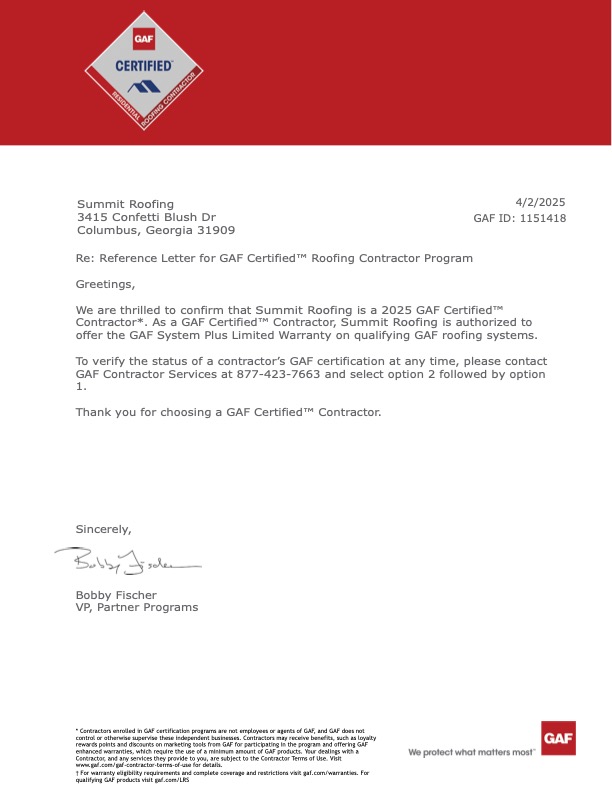 GAF
CERTIFIED™
RESIDENTIAL
ROOFING CONTRACTOR
Summit Roofing
3415 Confetti Blush Dr
Columbus, Georgia 31909
4/2/2025
GAF ID: 1151418
Re: Reference Letter for GAF Certified™ Roofing Contractor Program
Greetings,
We are thrilled to confirm that Summit Roofing is a 2025 GAF Certified™
Contractor*. As a GAF Certified™ Contractor, Summit Roofing is authorized to
offer the GAF System Plus Limited Warranty on qualifying GAF roofing systems.
To verify the status of a contractor’s GAF certification at any time, please contact
GAF Contractor Services at 877-423-7663 and select option 2 followed by option
1.
Thank you for choosing a GAF Certified™ Contractor.
Sincerely,
Bobby Fischer
Bobby Fischer
VP, Partner Programs
* Contractors enrolled in GAF certification programs are not employees or agents of GAF, and GAF does not
control or otherwise supervise these independent businesses. Contractors may receive benefits, such as loyalty
rewards points and discounts on marketing tools from GAF for participating in the program and offering GAF
enhanced warranties, which require the use of a minimum amount of GAF products. Your dealings with a
Contractor, and any services they provide to you, are subject to the Contractor Terms of Use. Visit
www.gaf.com/gaf-contractor-terms-of-use for details.
† For warranty eligibility requirements and complete coverage and restrictions visit gaf.com/warranties. For
qualifying GAF products visit gaf.com/LRS
We protect what matters most™
GAF